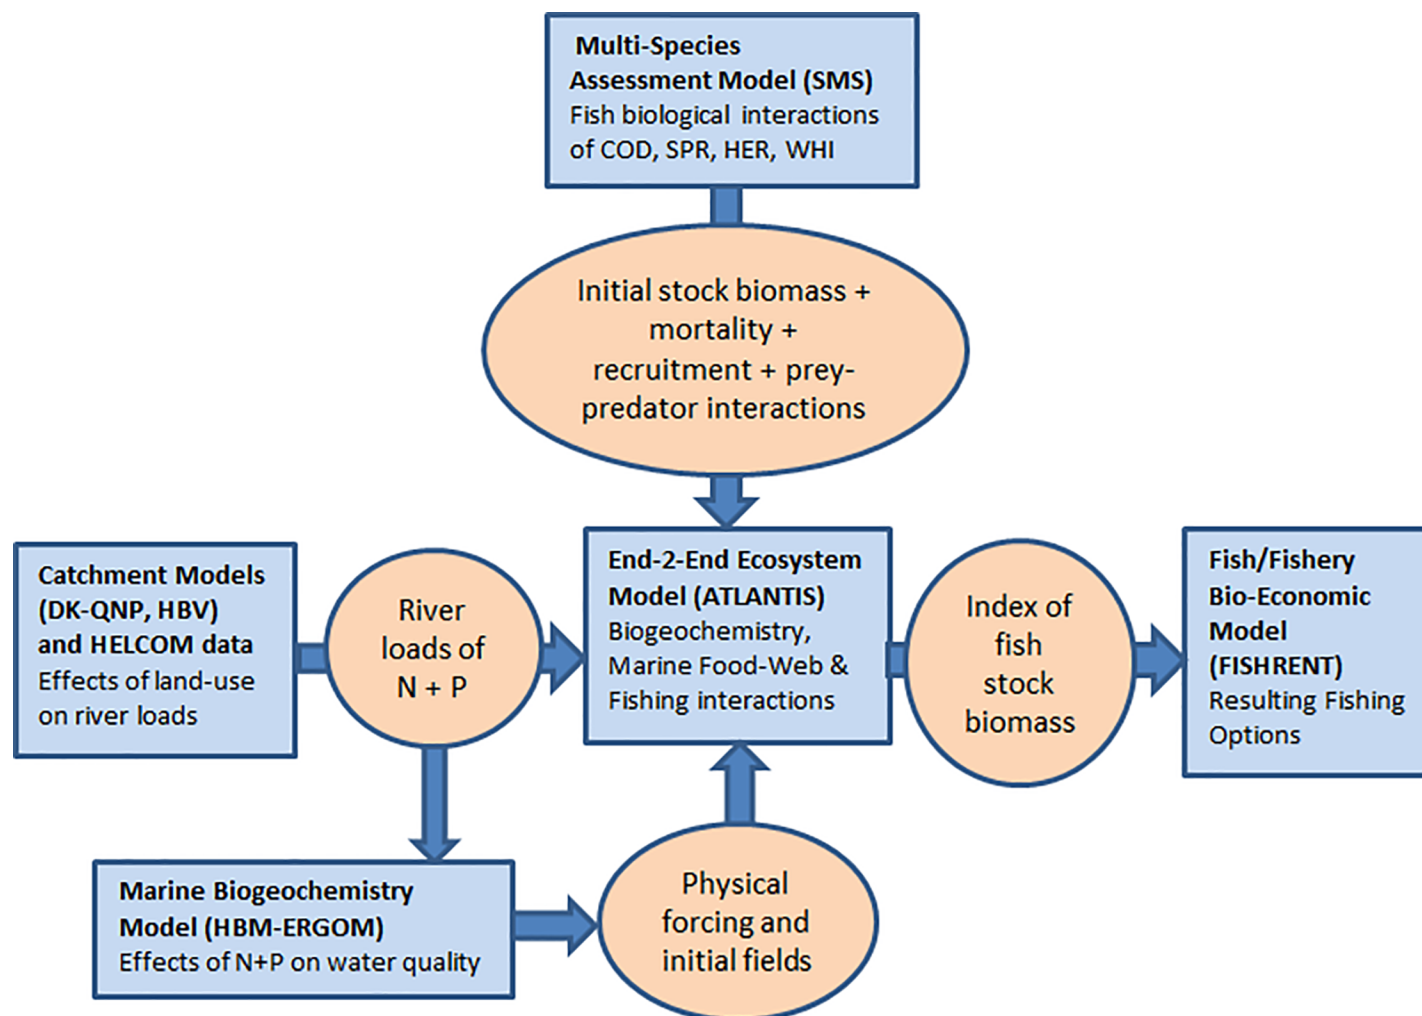 Multi-Species
Assessment Model (SMS)
Fish biological interactions
of COD, SPR, HER, WHI
Initial stock biomass +
mortality +
recruitment + prey-
predator interactions
Catchment Models
(DK-QNP, HBV)
and HELCOM data
Effects of land-use
on river loads
River
loads of
N + P
End-2-End Ecosystem
Model (ATLANTIS)
Biogeochemistry,
Marine Food-Web &
Fishing interactions
Index of
fish
stock
biomass
Fish/Fishery
Bio-Economic
Model
(FISHRENT)
Resulting Fishing
Options
Marine Biogeochemistry
Model (HBM-ERGOM)
Effects of N+P on water quality
Physical
forcing and
initial fields